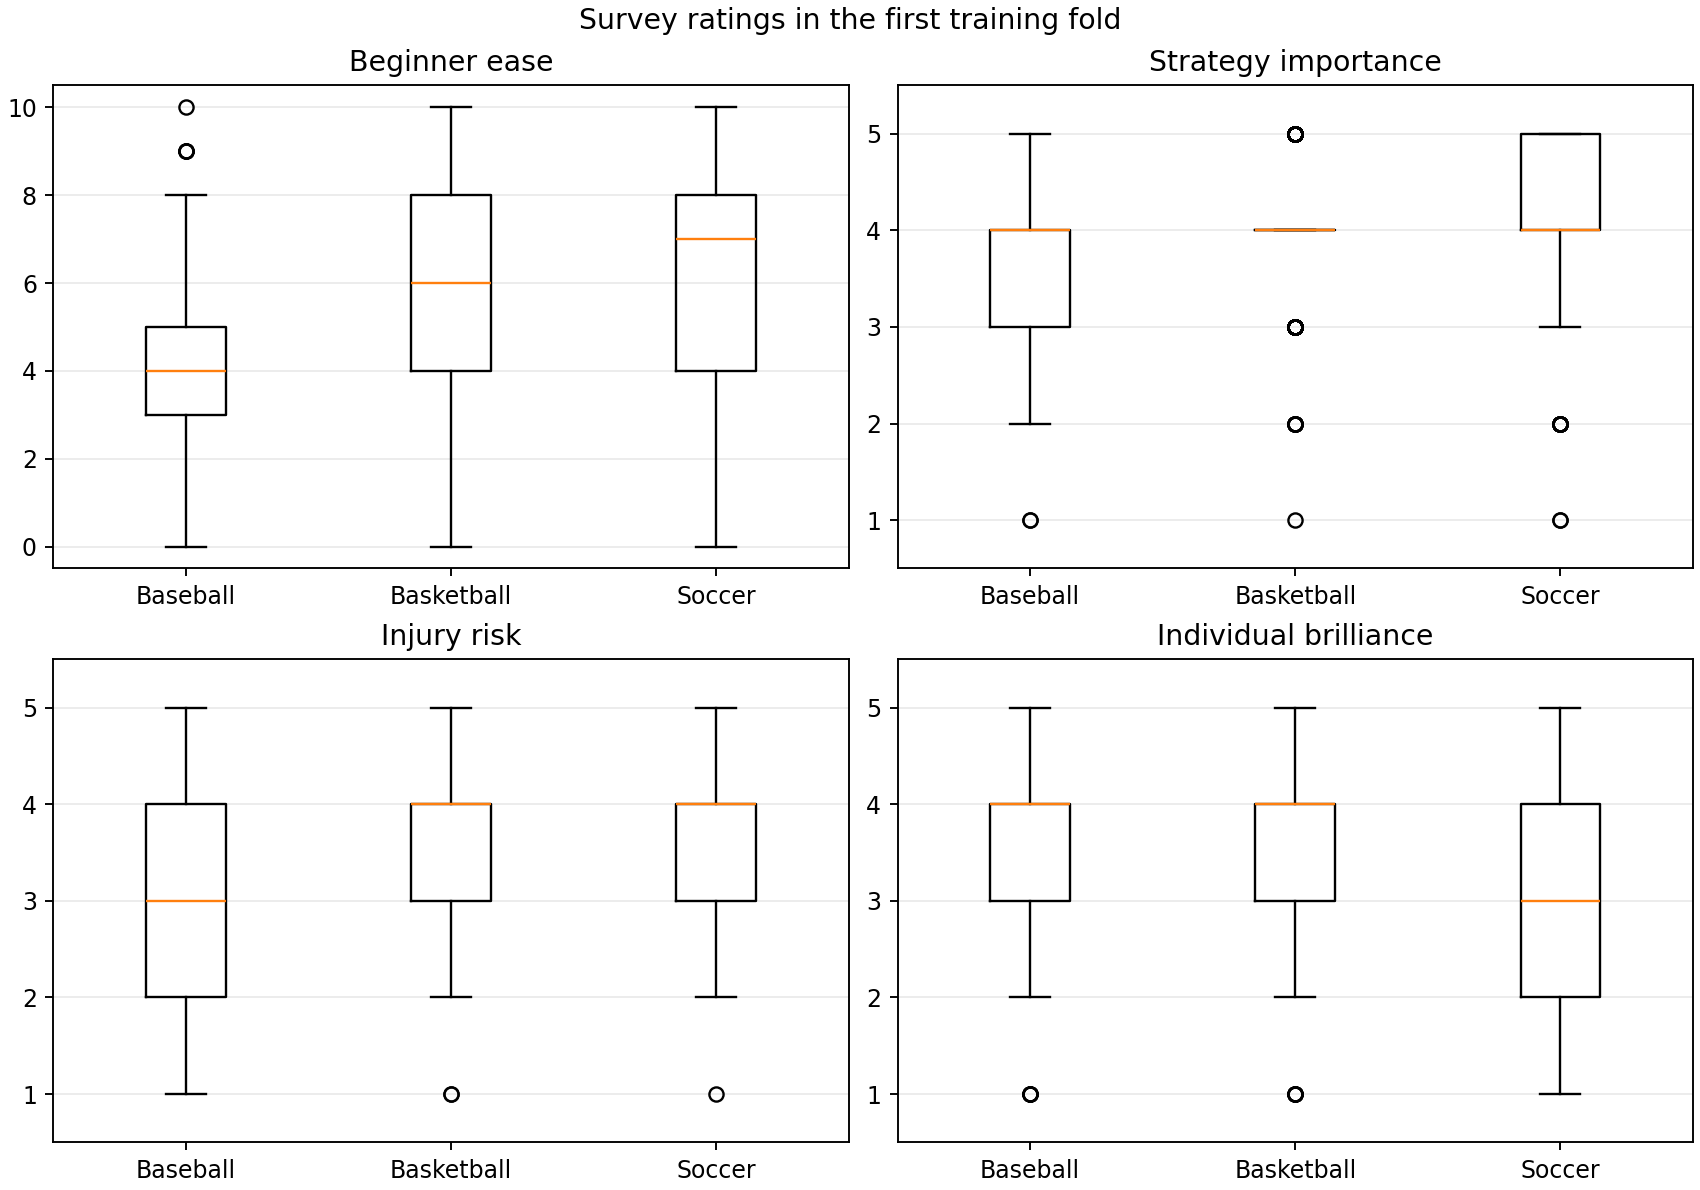 Survey ratings in the first training fold
Beginner ease
10
8
6
4
2
0
Baseball Basketball Soccer
Strategy importance
5
4
3
2
1
Baseball Basketball Soccer
Injury risk
5
4
3
2
1
Baseball Basketball Soccer
Individual brilliance
5
4
3
2
1
Baseball Basketball Soccer